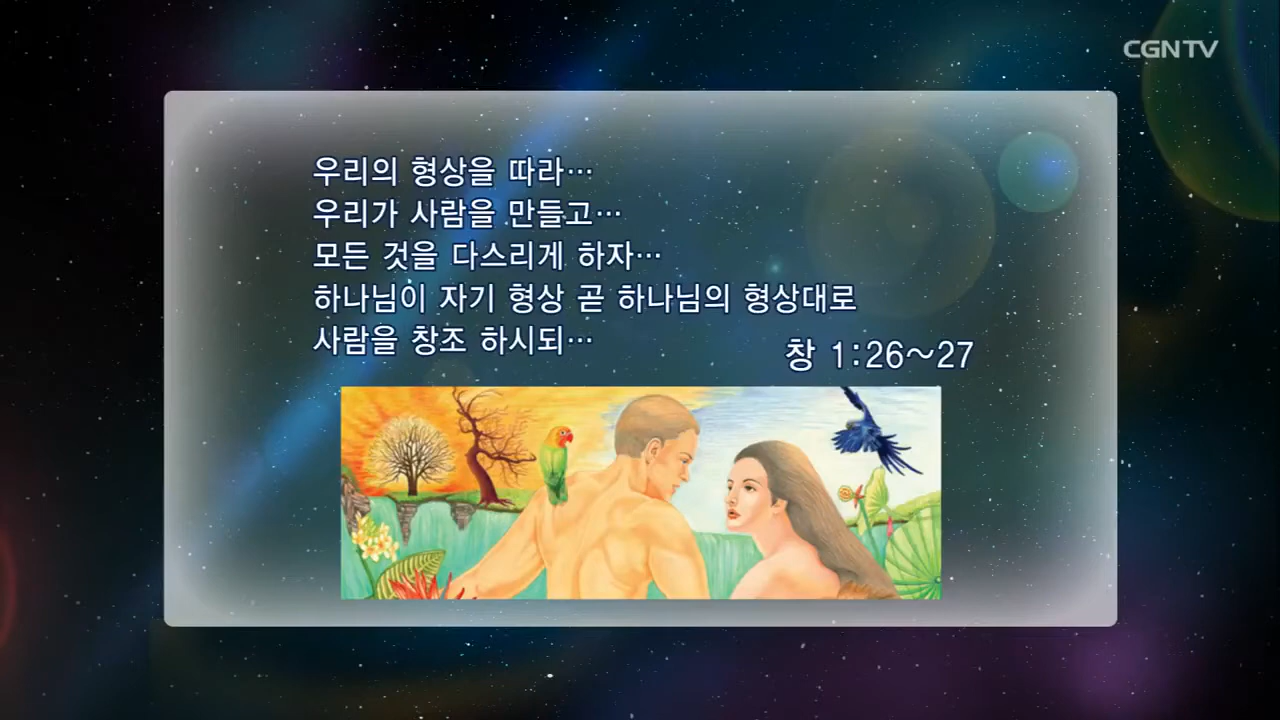 CGNTV
우리의 형상을 따라…
우리가 사람을 만들고…
모든 것을 다스리게 하자…
하나님이 자기 형상 곧 하나님의 형상대로
사람을 창조 하시되…
창 1:26~27